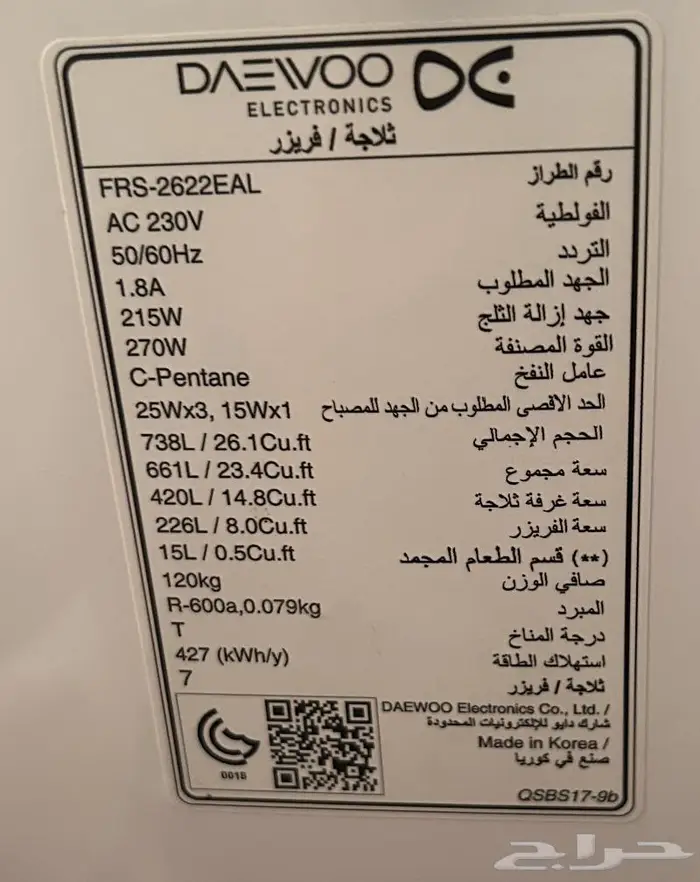 DAEWOO
ELECTRONICS
ثلاجة / فريزر
رقم الطراز FRS-2622EAL
الفولطية AC 230V
التردد 50/60Hz
الجهد المطلوب 1.8A
جهد إزالة الثلج 215W
القوة المصنفة 270W
عامل النفخ C-Pentane
الحد الاقصى المطلوب من الجهد للمصباح 25Wx3, 15Wx1
الحجم الإجمالي 738L / 26.1Cu.ft
سعة مجموع 661L / 23.4Cu.ft
سعة غرفة ثلاجة 420L / 14.8Cu.ft
سعة الفريزر 226L / 8.0Cu.ft
(**) قسم الطعام المجمد 15L / 0.5Cu.ft
صافي الوزن 120kg
المبرد R-600a,0.079kg
درجة المناخ T
استهلاك الطاقة 427 (kWh/y)
ثلاجة / فريزر 7
DAEWOO Electronics Co., Ltd. /
شارك دايو للإلكترونيات المحدودة
Made in Korea /
صنع في كوريا
0018
QSBS17-9b
حراج